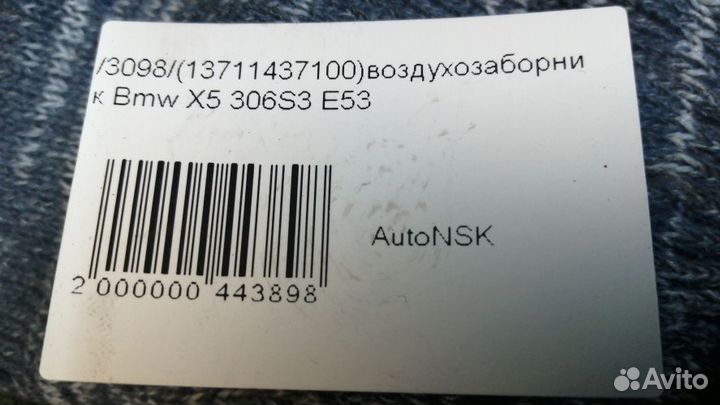 /3098/(13711437100)воздухозаборни
к Bmw X5 306S3 E53
AutoNSK
2 000000 443898
Avito